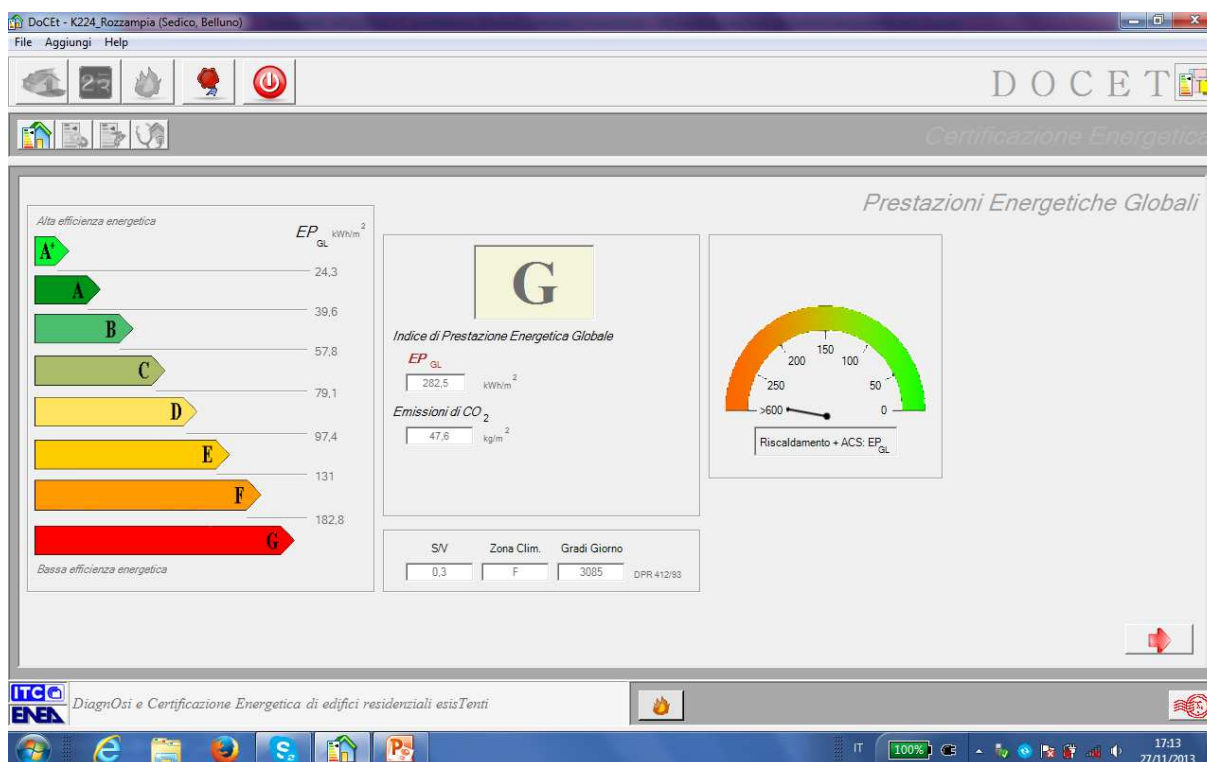 DoCEt - K224_Rozzampia (Sedico, Belluno)
File Aggiungi Help
23
DOCET
Certificazione Energetica
Prestazioni Energetiche Globali
Alta efficienza energetica
EP GL kWh/m2
A+
24,3
A
39,6
B
57,8
C
79,1
D
97,4
E
131
F
182,8
G
Bassa efficienza energetica
G
Indice di Prestazione Energetica Globale
EP GL
282,5 kWh/m2
Emissioni di CO2
47,6 kg/m2
S/V Zona Clim. Gradi Giorno
0,3 F 3085 DPR 412/93
150
200 100
250 50
>600 0
Riscaldamento + ACS: EP GL
ITC
ENEA
DiagnOsi e Certificazione Energetica di edifici residenziali esisTenti
IT 100% 17:13
27/11/2013